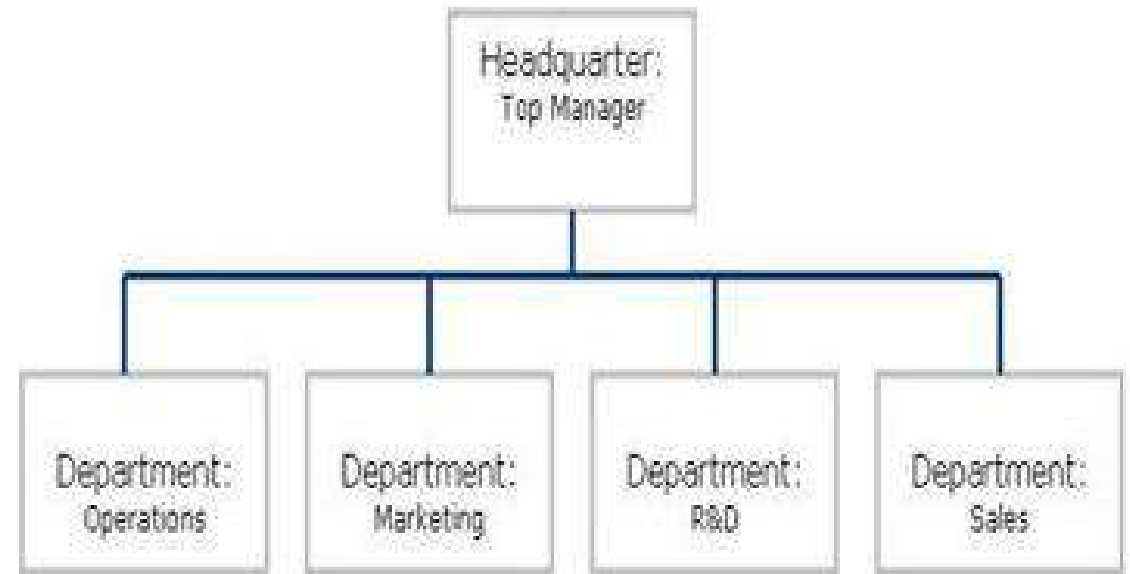 Headquarter:
Top Manager
Department:
Operations
Department:
Marketing
Department:
R&D
Department:
Sales